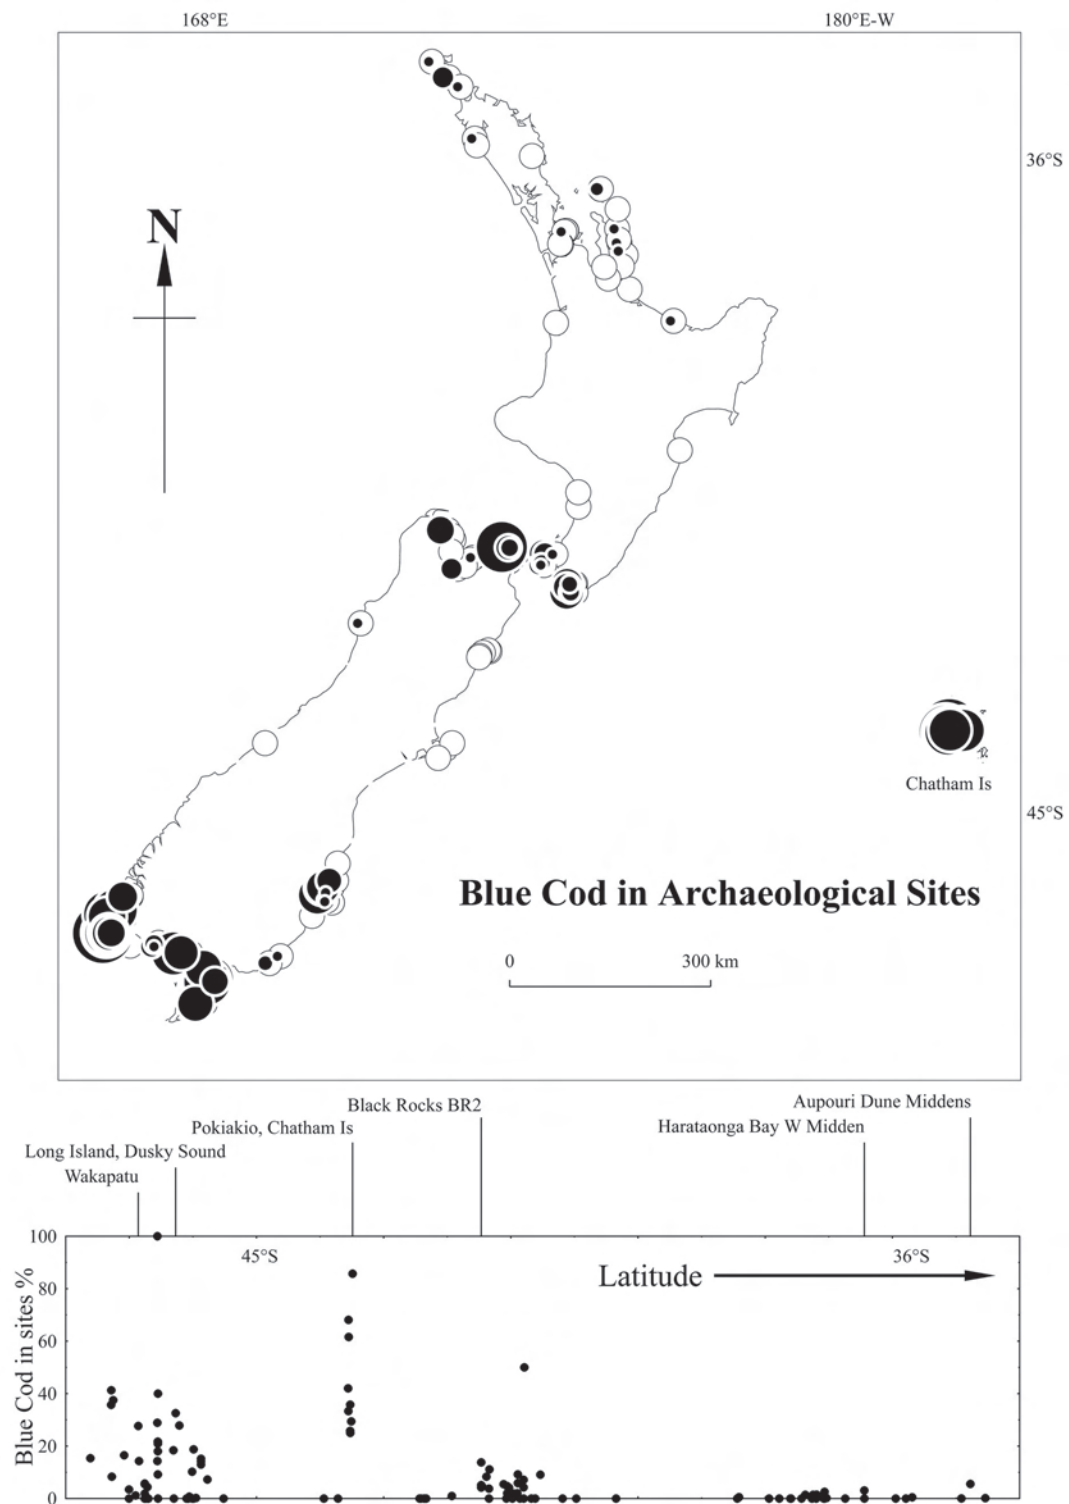 168°E 180°E-W
36°S
N
Chatham Is
45°S
Blue Cod in Archaeological Sites
0 300 km
Black Rocks BR2 Aupouri Dune Middens
Pokiakio, Chatham Is Harataonga Bay W Midden
Long Island, Dusky Sound
Wakapatu
100
45°S 36°S
Latitude
80
60
40
20
0
Blue Cod in sites %